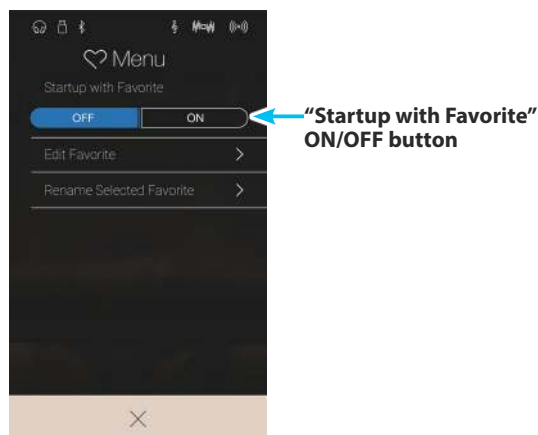 Menu
Startup with Favorite
OFF ON
“Startup with Favorite”
ON/OFF button
Edit Favorite
Rename Selected Favorite